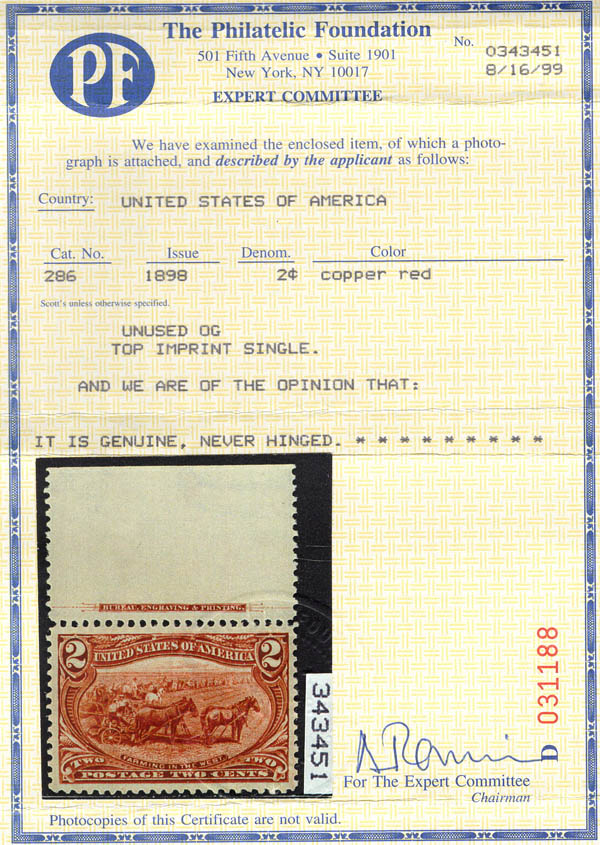 PF
The Philatelic Foundation
501 Fifth Avenue • Suite 1901
New York, NY 10017
EXPERT COMMITTEE
No. 0343451
8/16/99
We have examined the enclosed item, of which a photo-
graph is attached, and described by the applicant as follows:
Country: UNITED STATES OF AMERICA
Cat. No. Issue Denom. Color
286 1898 2¢ copper red
Scott's unless otherwise specified.
UNUSED OG
TOP IMPRINT SINGLE.
AND WE ARE OF THE OPINION THAT:
IT IS GENUINE, NEVER HINGED. * * * * * * * * *
BUREAU, ENGRAVING & PRINTING.
2 2
UNITED STATES OF AMERICA
FARMING IN THE WEST
TWO TWO
POSTAGE TWO CENTS
343451
D 031188
For The Expert Committee
Chairman
Photocopies of this Certificate are not valid.